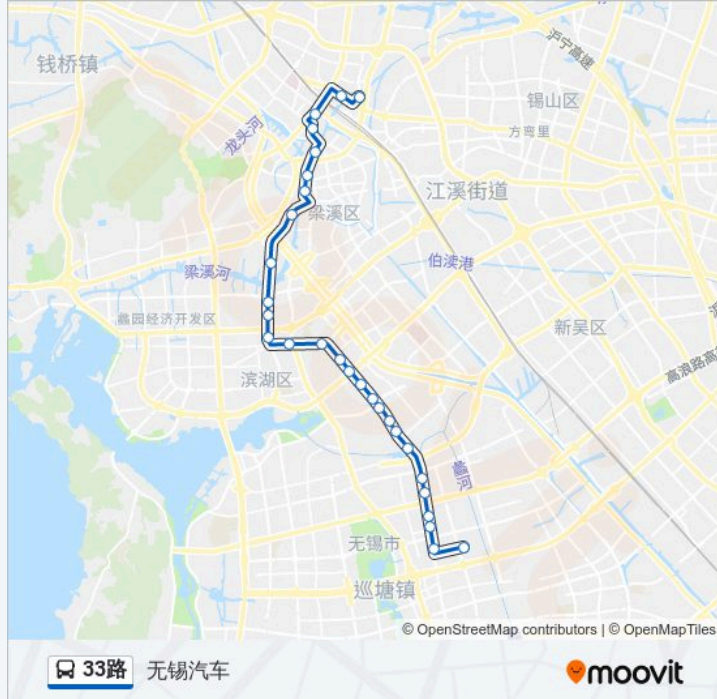 钱桥镇
沪宁高速
锡山区
龙头河
方弯里
江溪街道
梁溪区
梁溪河
伯渎港
蠡园经济开发区
新吴区
高浪路高
滨湖区
蠡河
无锡市
巡塘镇
© OpenStreetMap contributors | © OpenMapTiles
33路 无锡汽车
moovit